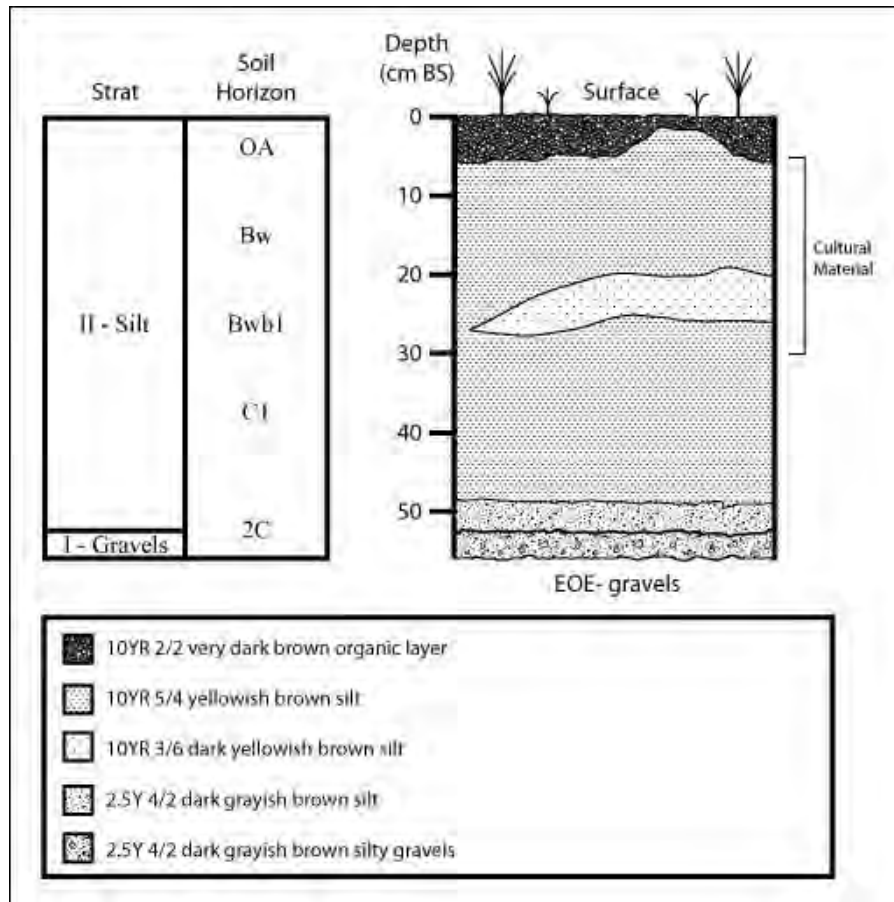 Strat
Soil
Horizon
Depth
(cm BS)
Surface
OA
Bw
II - Silt
Bwb1
C1
2C
I - Gravels
0
10
20
30
40
50
Cultural
Material
EOE- gravels
10YR 2/2 very dark brown organic layer
10YR 5/4 yellowish brown silt
10YR 3/6 dark yellowish brown silt
2.5Y 4/2 dark grayish brown silt
2.5Y 4/2 dark grayish brown silty gravels